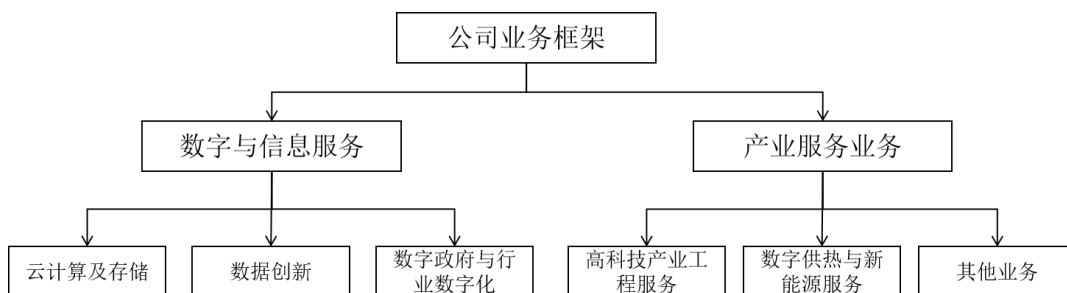 公司业务框架
数字与信息服务
产业服务业务
云计算及存储
数据创新
数字政府与行
业数字化
高科技产业工
程服务
数字供热与新
能源服务
其他业务